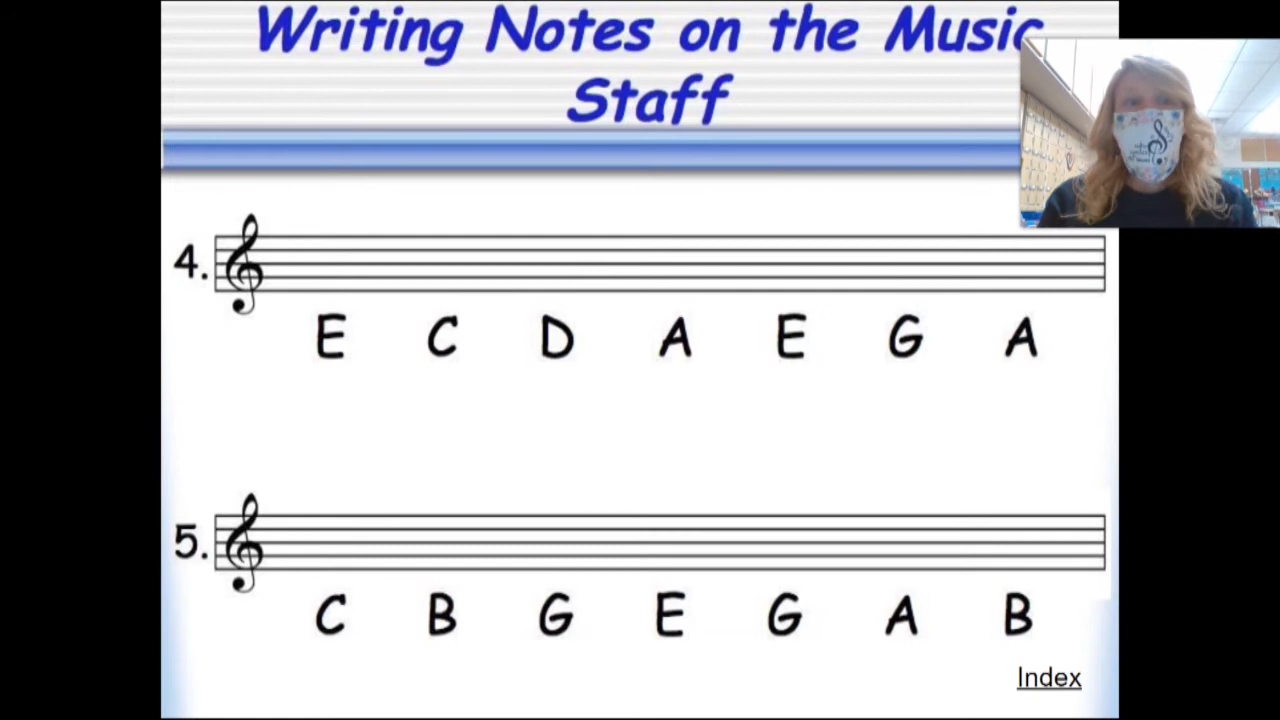 Writing Notes on the Music
Staff
4.
E C D A E G A
5.
C B G E G A B
Index